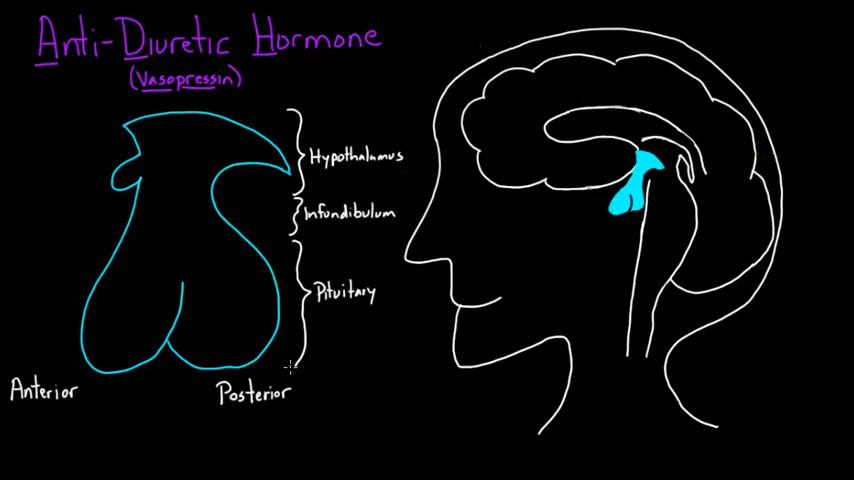 Anti-Diuretic Hormone
(Vasopressin)
Hypothalamus
Infundibulum
Pituitary
Anterior
Posterior